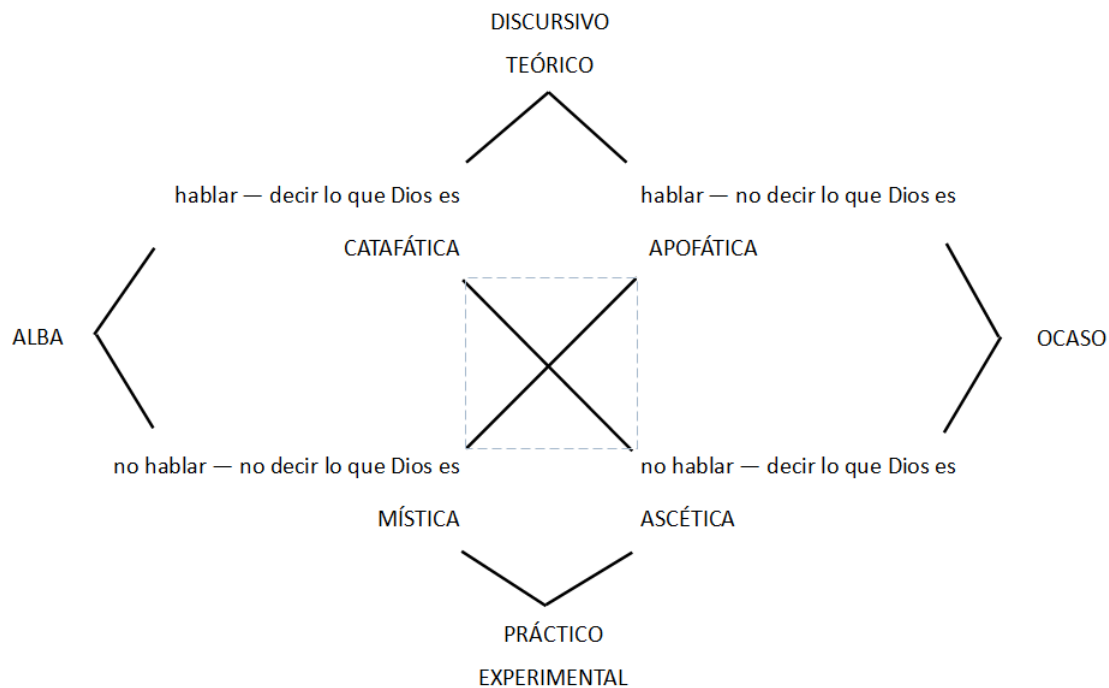 DISCURSIVO
TEÓRICO
hablar — decir lo que Dios es
hablar — no decir lo que Dios es
CATAFÁTICA
APOFÁTICA
ALBA
OCASO
no hablar — no decir lo que Dios es
no hablar — decir lo que Dios es
MÍSTICA
ASCÉTICA
PRÁCTICO
EXPERIMENTAL